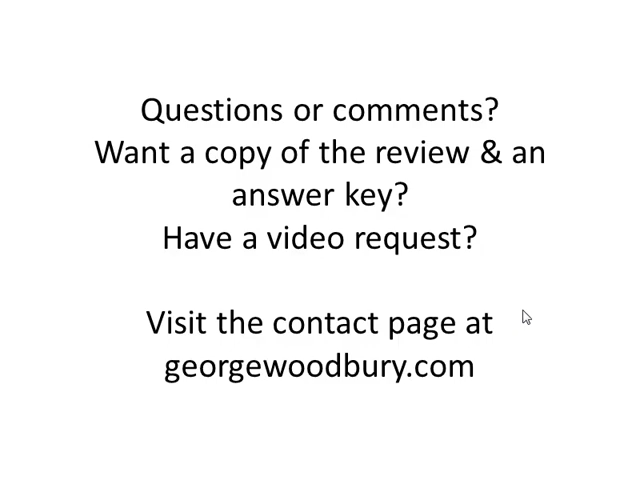 Questions or comments?
Want a copy of the review & an
answer key?
Have a video request?
Visit the contact page at
georgewoodbury.com